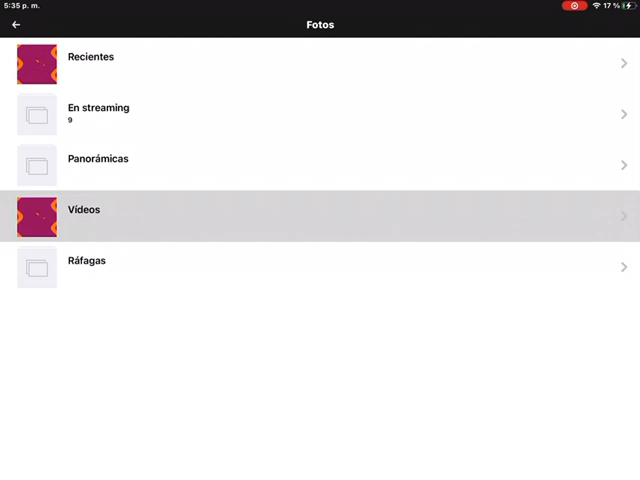 5:35 p. m.
17 %
Fotos
Recientes
En streaming
9
Panorámicas
Vídeos
Ráfagas